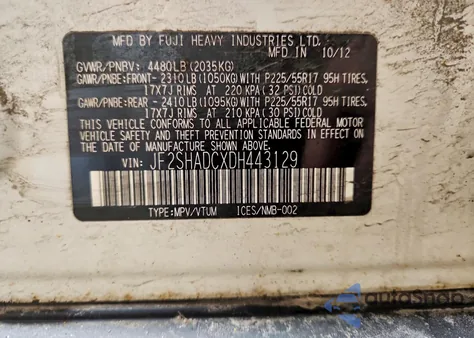 MFD BY FUJI HEAVY INDUSTRIES LTD.
MFD IN 10/12
GVWR/PNBV: 4480LB(2035KG)
GAWR/PNBE:FRONT- 2310LB(1050KG)WITH P225/55R17 95H TIRES,
17X7J RIMS AT 220 KPA(32 PSI)COLD
GAWR/PNBE:REAR - 2410LB(1095KG)WITH P225/55R17 95H TIRES,
17X7J RIMS AT 210 KPA(30 PSI)COLD
THIS VEHICLE CONFORMS TO ALL APPLICABLE FEDERAL MOTOR
VEHICLE SAFETY AND THEFT PREVENTION STANDARDS IN EFFECT ON
THE DATE OF MANUFACTURE SHOWN ABOVE.
VIN: JF2SHADCXDH443129
TYPE:MPV/VTUM ICES/NMB-002
autoSnob